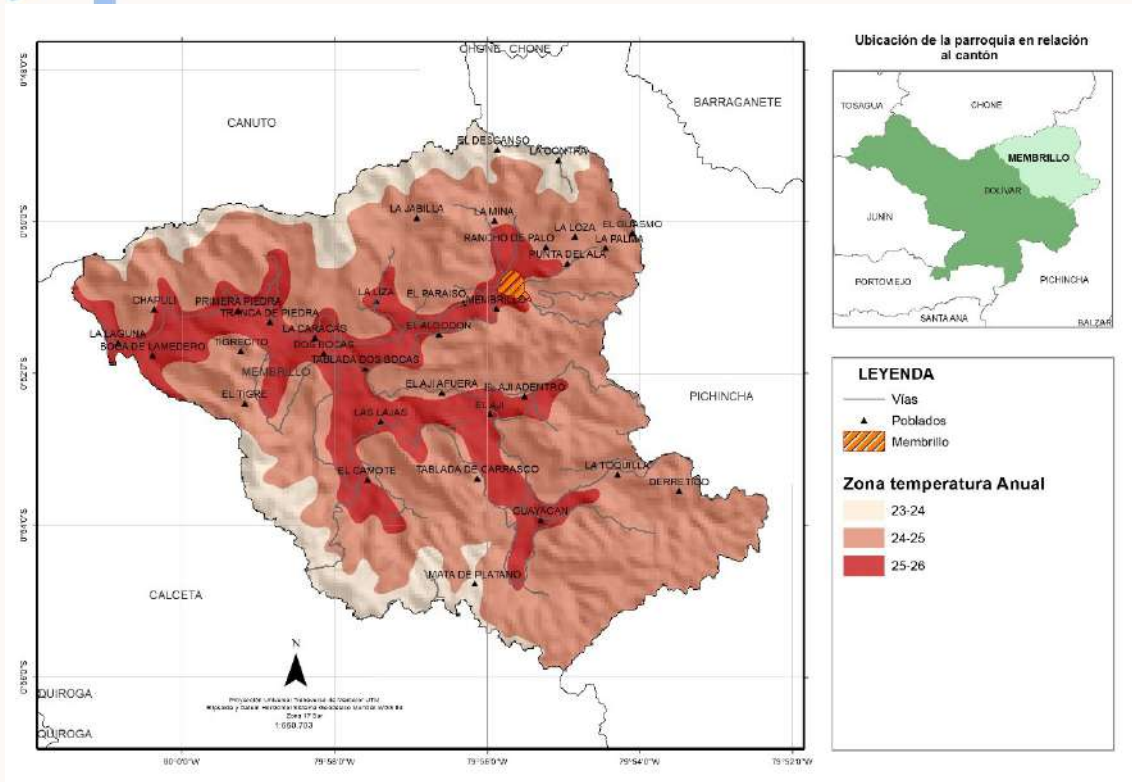 Ubicación de la parroquia en relación
al cantón
TOSAGUA
CHONE
MEMBRILLO
BOLIVAR
JUNÍN
PORTOVIEJO
PICHINCHA
SANTA ANA
BALZAR
CHONE
CHONE
BARRAGANETE
CANUTO
EL DESCANSO
LA CONTRA
LA JABILLA
LA MINA
LA LOZA
EL GUASMO
RANCHO DE PALO
LA PALMA
PUNTA DEL ALA
LA LIZA
EL PARAISO
CHAPULI
PRIMERA PIEDRA
MEMBRILLO
TRANCA DE PIEDRA
LA CARACAS
EL ALGODON
LA LAGUNA
BOCA DE LAMEDERO
TIGRECITO
DOS BOCAS
TABLADA DOS BOCAS
MEMBRILLO
EL TIGRE
EL AJI AFUERA
EL AJI ADENTRO
PICHINCHA
LAS LAJAS
EL AJI
EL CAMOTE
TABLADA DE CARRASCO
LA TOQUILLA
DERRETIDO
GUAYACAN
MATA DE PLATANO
CALCETA
QUIROGA
QUIROGA
N
Zona 17 Sur
80°0'0"W
79°58'0"W
79°56'0"W
79°54'0"W
79°52'0"W
LEYENDA
Vías
Poblados
Membrillo
Zona temperatura Anual
23-24
24-25
25-26